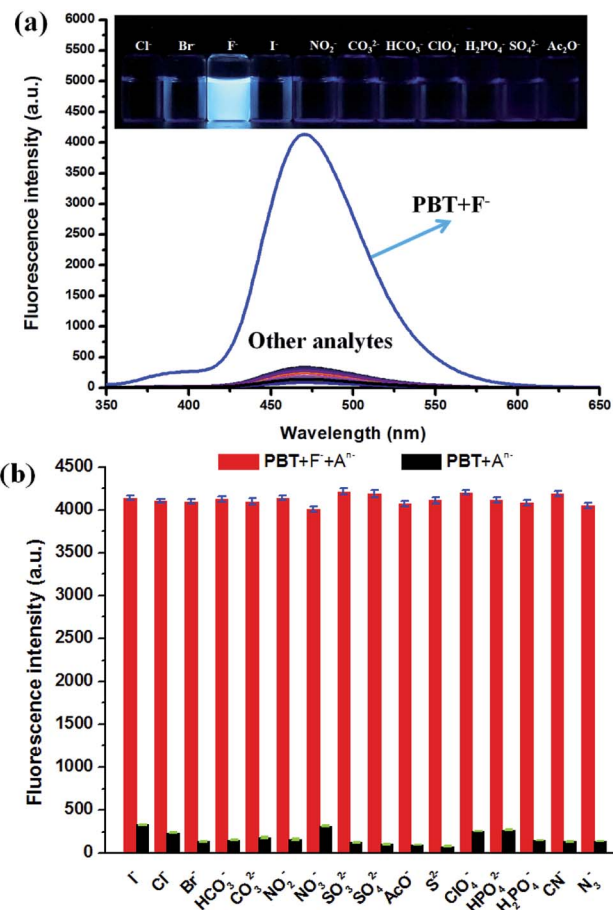 (a)
Cl⁻ Br⁻ F⁻ I⁻ NO₂⁻ CO₃²⁻ HCO₃⁻ ClO₄⁻ H₂PO₄⁻ SO₄²⁻ Ac₂O⁻
6000
5500
5000
4500
4000
3500
3000
2500
2000
1500
1000
500
0
Fluorescence intensity (a.u.)
PBT+F⁻
Other analytes
350 400 450 500 550 600 650
Wavelength (nm)
(b)
PBT+F⁻+Aⁿ⁻ PBT+Aⁿ⁻
4500
4000
3500
3000
2500
2000
1500
1000
500
0
Fluorescence intensity (a.u.)
I⁻ Cl⁻ Br⁻ HCO₃⁻ CO₃²⁻ NO₂⁻ NO₃⁻ SO₃²⁻ SO₄²⁻ AcO⁻ S²⁻ ClO₄⁻ HPO₄²⁻ H₂PO₄⁻ CN⁻ N₃⁻